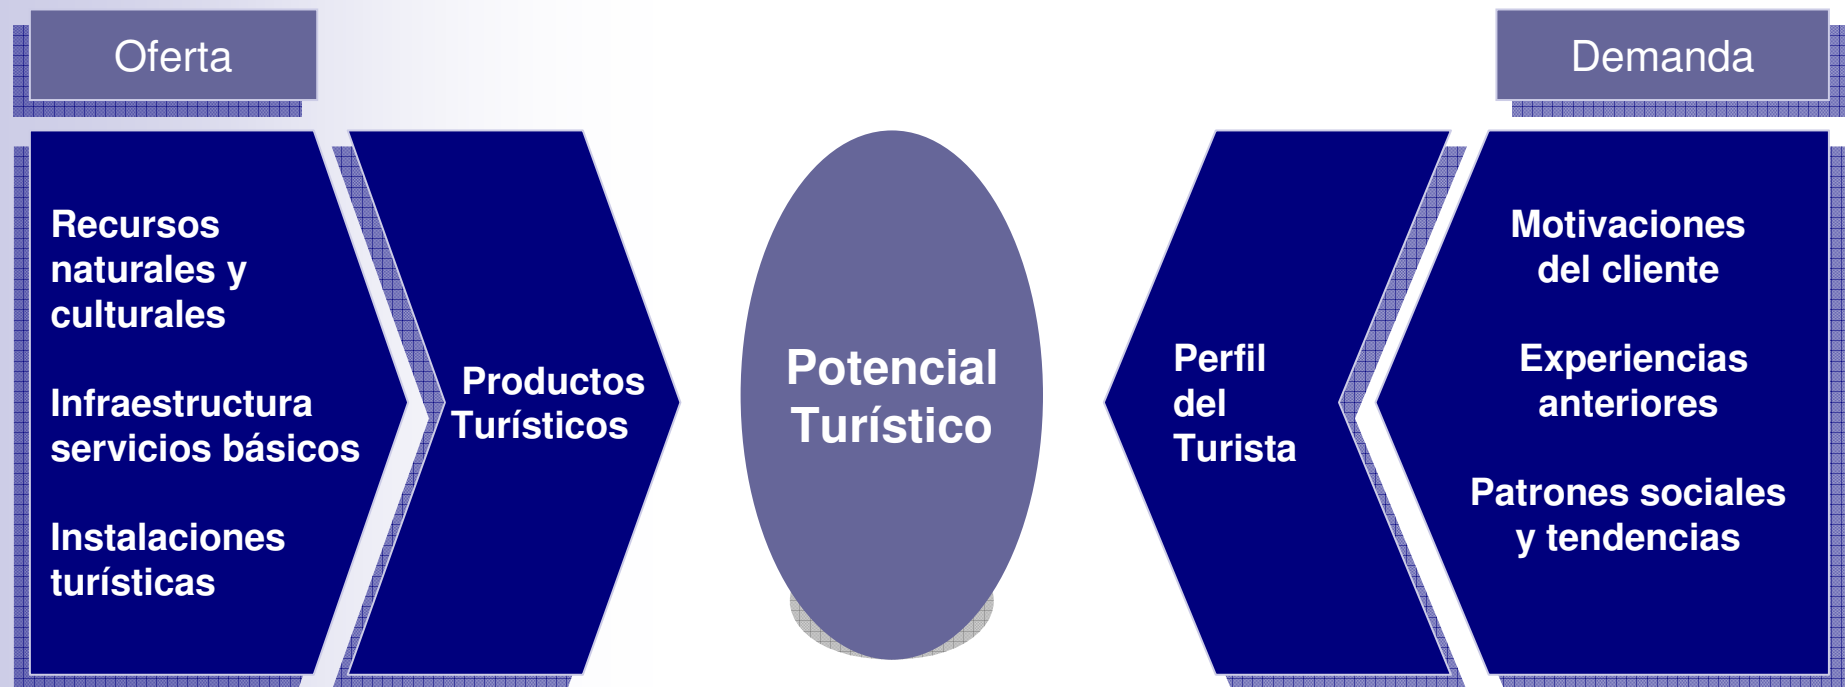 Oferta
Recursos
naturales y
culturales
Infraestructura
servicios básicos
Instalaciones
turísticas
Productos
Turísticos
Potencial
Turístico
Perfil
del
Turista
Demanda
Motivaciones
del cliente
Experiencias
anteriores
Patrones sociales
y tendencias